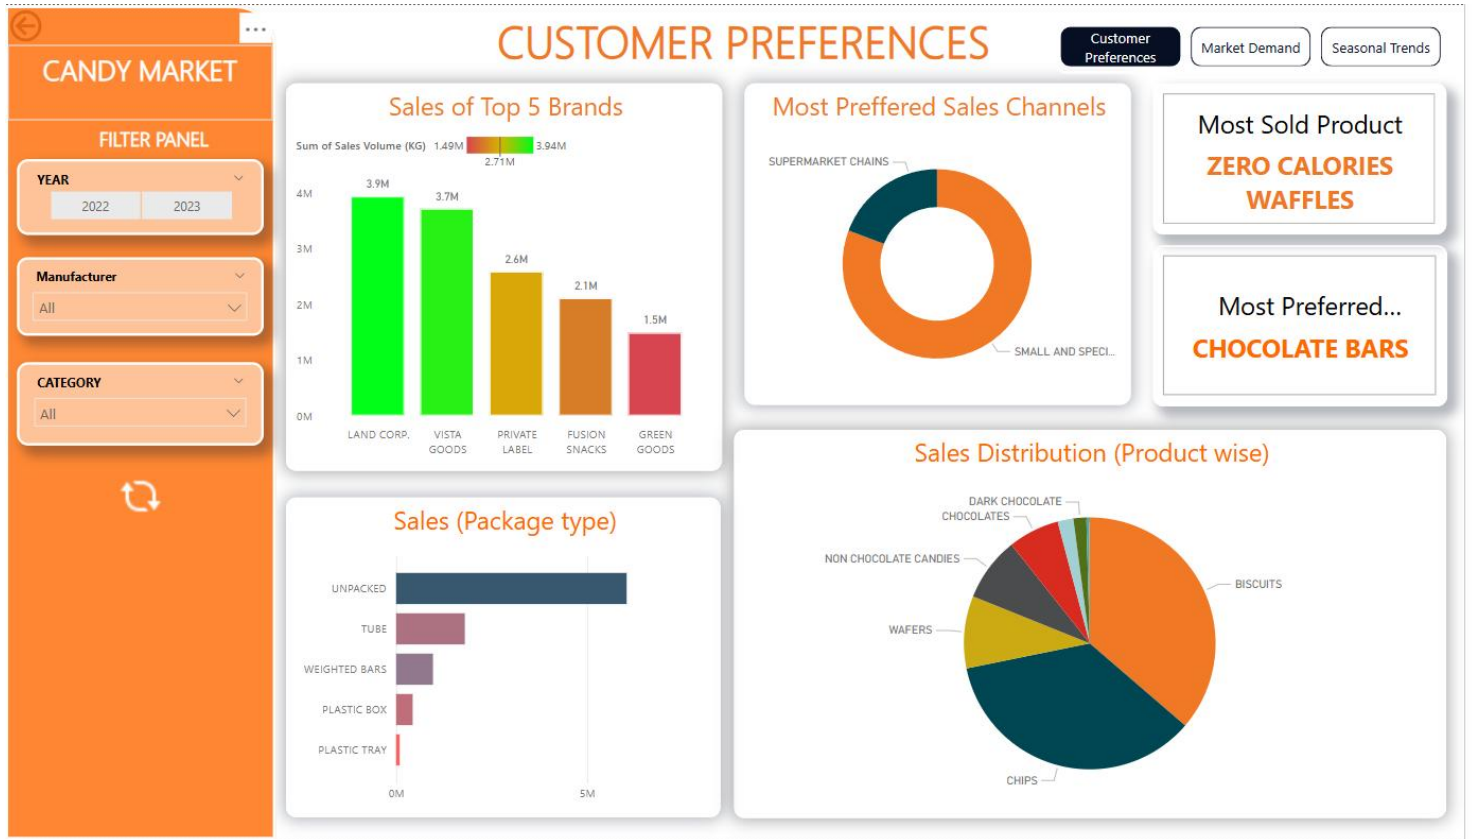 CUSTOMER PREFERENCES
Customer
Preferences
Market Demand
Seasonal Trends
...
CANDY MARKET
FILTER PANEL
YEAR
2022
2023
Manufacturer
All
CATEGORY
All
Sales of Top 5 Brands
Sum of Sales Volume (KG) 1.49M 3.94M
2.71M
4M
3M
2M
1M
0M
3.9M
3.7M
2.6M
2.1M
1.5M
LAND CORP.
VISTA
GOODS
PRIVATE
LABEL
FUSION
SNACKS
GREEN
GOODS
Most Preffered Sales Channels
SUPERMARKET CHAINS
SMALL AND SPECI...
Most Sold Product
ZERO CALORIES
WAFFLES
Most Preferred...
CHOCOLATE BARS
Sales (Package type)
UNPACKED
TUBE
WEIGHTED BARS
PLASTIC BOX
PLASTIC TRAY
0M
5M
Sales Distribution (Product wise)
DARK CHOCOLATE
CHOCOLATES
NON CHOCOLATE CANDIES
WAFERS
CHIPS
BISCUITS